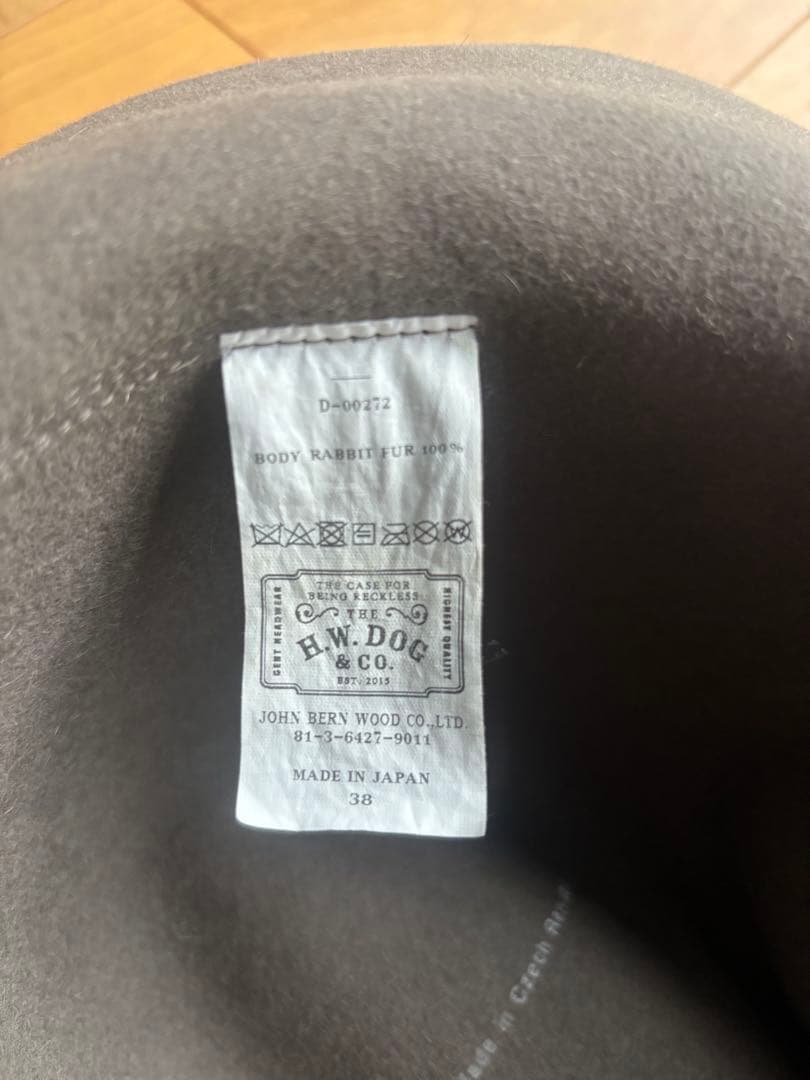 D-00272
BODY RABBIT FUR 100%
THE CASE FOR
BEING RECKLESS
GENT HEADWEAR
THE
H.W. DOG
& CO.
EST. 2015
HIGHEST QUALITY
JOHN BERN WOOD CO.,LTD.
81-3-6427-9011
MADE IN JAPAN
38
Made in Czech